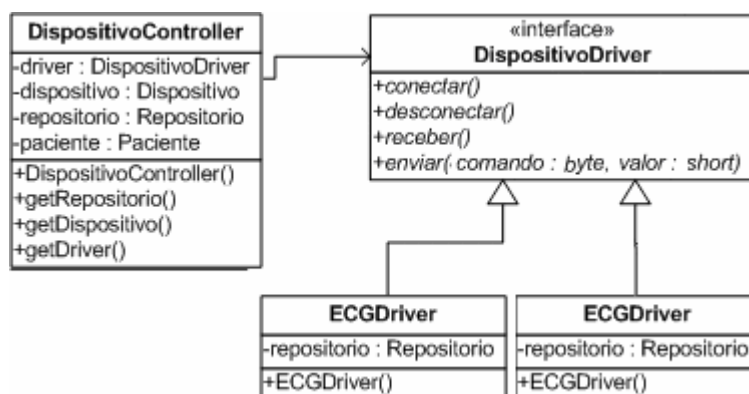 DispositivoController
-driver : DispositivoDriver
-dispositivo : Dispositivo
-repositorio : Repositorio
-paciente : Paciente
+DispositivoController()
+getRepositorio()
+getDispositivo()
+getDriver()
«interface»
DispositivoDriver
+conectar()
+desconectar()
+receber()
+enviar( comando : byte, valor : short)
ECGDriver
-repositorio : Repositorio
+ECGDriver()
ECGDriver
-repositorio : Repositorio
+ECGDriver()